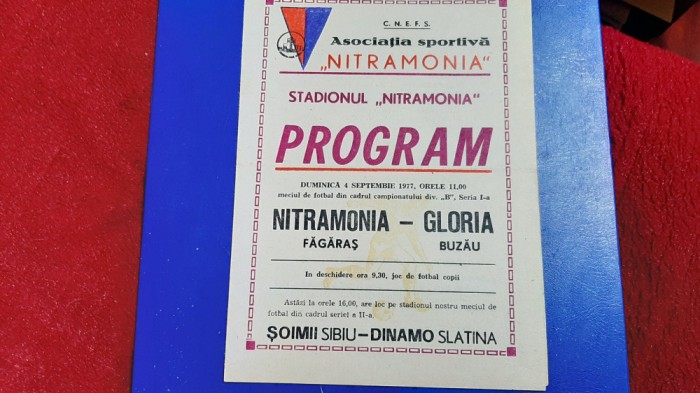 C. N. E. F. S.
Asociația sportivă
„NITRAMONIA"
STADIONUL „NITRAMONIA"
PROGRAM
DUMINICĂ 4 SEPTEMBRIE 1977, ORELE 11,00
meciul de fotbal din cadrul campionatului div. „B", Seria I-a
NITRAMONIA – GLORIA
FĂGĂRAȘ BUZĂU
In deschidere ora 9,30, joc de fotbal copii
Astăzi la orele 16,00, are loc pe stadionul nostru meciul de
fotbal din cadrul seriei a II-a.
ȘOIMII SIBIU – DINAMO SLATINA